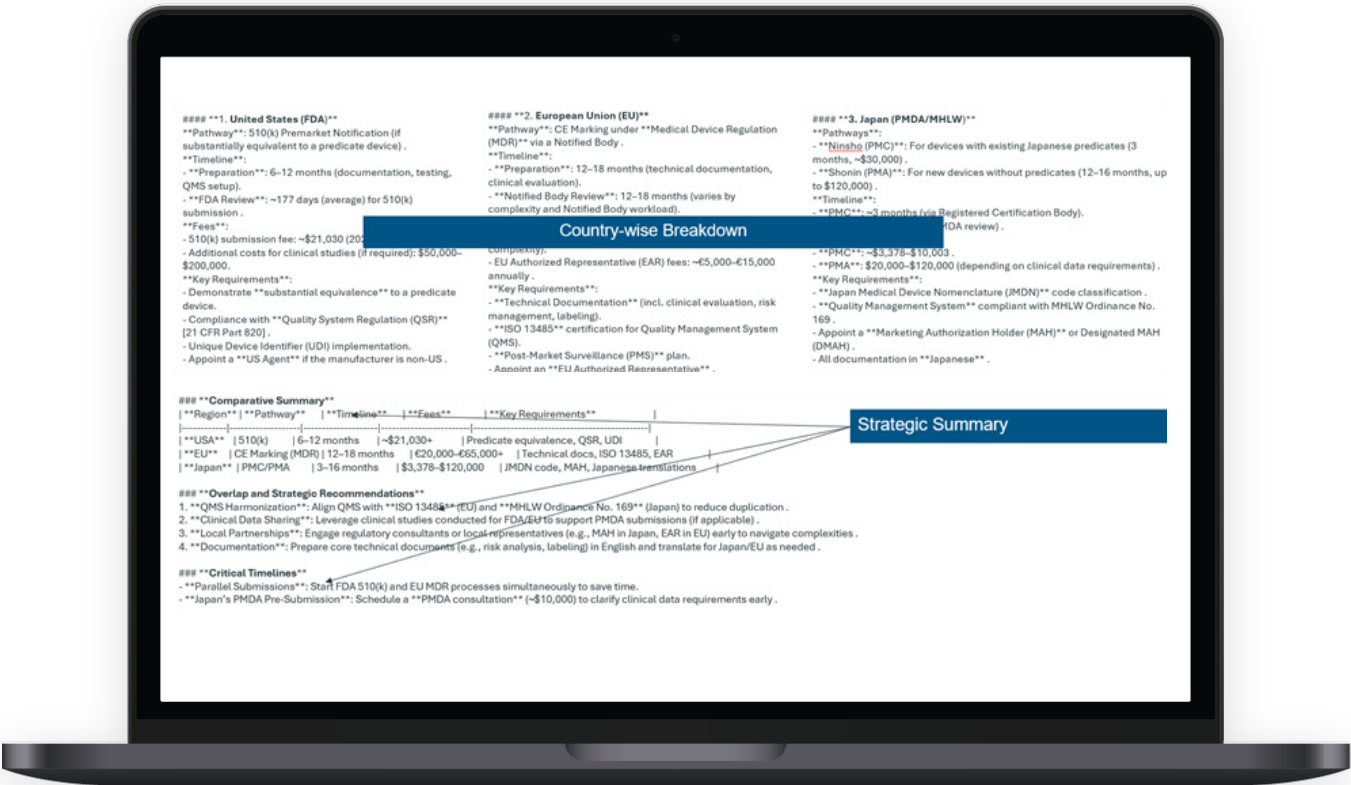 #### **1. United States (FDA)**
**Pathway**: 510(k) Premarket Notification (if
substantially equivalent to a predicate device) .
**Timeline**:
- **Preparation**: 6–12 months (documentation, testing,
QMS setup).
- **FDA Review**: ~177 days (average) for 510(k)
submission .
**Fees**:
- 510(k) submission fee: ~$21,030
- Additional costs for clinical studies (if required): $50,000–
$200,000.
**Key Requirements**:
- Demonstrate **substantial equivalence** to a predicate
device.
- Compliance with **Quality System Regulation (QSR)**
[21 CFR Part 820] .
- Unique Device Identifier (UDI) implementation.
- Appoint a **US Agent** if the manufacturer is non-US .
#### **2. European Union (EU)**
**Pathway**: CE Marking under **Medical Device Regulation
(MDR)** via a Notified Body .
**Timeline**:
- **Preparation**: 12–18 months (technical documentation,
clinical evaluation).
- **Notified Body Review**: 12–18 months (varies by
complexity and Notified Body workload).
complexity).
- EU Authorized Representative (EAR) fees: ~€5,000–€15,000
annually .
**Key Requirements**:
- **Technical Documentation** (incl. clinical evaluation, risk
management, labeling).
- **ISO 13485** certification for Quality Management System
(QMS).
- **Post-Market Surveillance (PMS)** plan.
- Appoint an **EU Authorized Representative** .
#### **3. Japan (PMDA/MHLW)**
**Pathways**:
- **Ninsho (PMC)**: For devices with existing Japanese predicates (3
months, ~$30,000) .
- **Shonin (PMA)**: For new devices without predicates (12–16 months, up
to $120,000) .
**Timeline**:
- **PMC**: ~3 months (via Registered Certification Body).
review) .
- **PMC**: ~$3,378–$10,003 .
- **PMA**: $20,000–$120,000 (depending on clinical data requirements) .
**Key Requirements**:
- **Japan Medical Device Nomenclature (JMDN)** code classification .
- **Quality Management System** compliant with MHLW Ordinance No.
169 .
- Appoint a **Marketing Authorization Holder (MAH)** or Designated MAH
(DMAH) .
- All documentation in **Japanese** .
Country-wise Breakdown
### **Comparative Summary**
| **Region** | **Pathway** | **Timeline** | **Fees** | **Key Requirements** |
|------------|------------------|------------------|---------------------|------------------------------------------|
| **USA** | 510(k) | 6–12 months | ~$21,030+ | Predicate equivalence, QSR, UDI |
| **EU** | CE Marking (MDR) | 12–18 months | €20,000–€65,000+ | Technical docs, ISO 13485, EAR |
| **Japan** | PMC/PMA | 3–16 months | $3,378–$120,000 | JMDN code, MAH, Japanese translations |
Strategic Summary
### **Overlap and Strategic Recommendations**
1. **QMS Harmonization**: Align QMS with **ISO 13485** (EU) and **MHLW Ordinance No. 169** (Japan) to reduce duplication .
2. **Clinical Data Sharing**: Leverage clinical studies conducted for FDA/EU to support PMDA submissions (if applicable) .
3. **Local Partnerships**: Engage regulatory consultants or local representatives (e.g., MAH in Japan, EAR in EU) early to navigate complexities .
4. **Documentation**: Prepare core technical documents (e.g., risk analysis, labeling) in English and translate for Japan/EU as needed .
### **Critical Timelines**
- **Parallel Submissions**: Start FDA 510(k) and EU MDR processes simultaneously to save time.
- **Japan's PMDA Pre-Submission**: Schedule a **PMDA consultation** (~$10,000) to clarify clinical data requirements early .